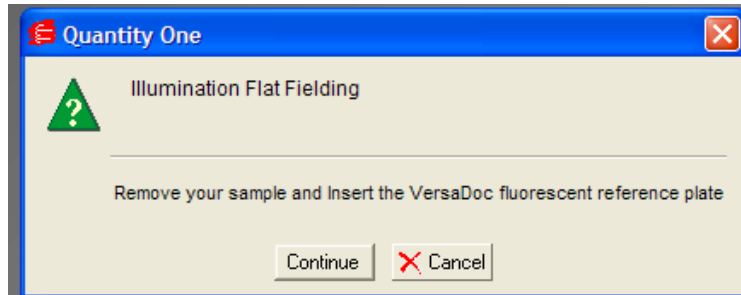 Quantity One
Illumination Flat Fielding
Remove your sample and Insert the VersaDoc fluorescent reference plate
Continue
Cancel